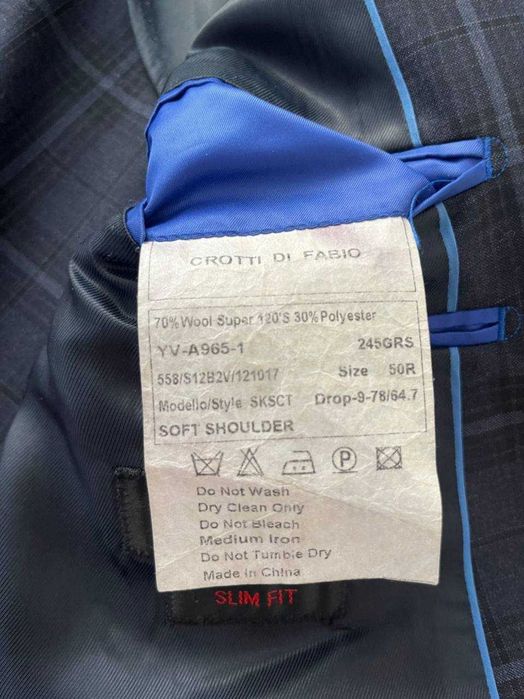 CROTTI DI FABIO
70% Wool Super 120'S 30% Polyester
YV-A965-1 245GRS
558/S12B2V/121017 Size 50R
Modello/Style SKSCT Drop-9-78/64.7
SOFT SHOULDER
P
Do Not Wash
Dry Clean Only
Do Not Bleach
Medium Iron
Do Not Tumble Dry
Made in China
SLIM FIT